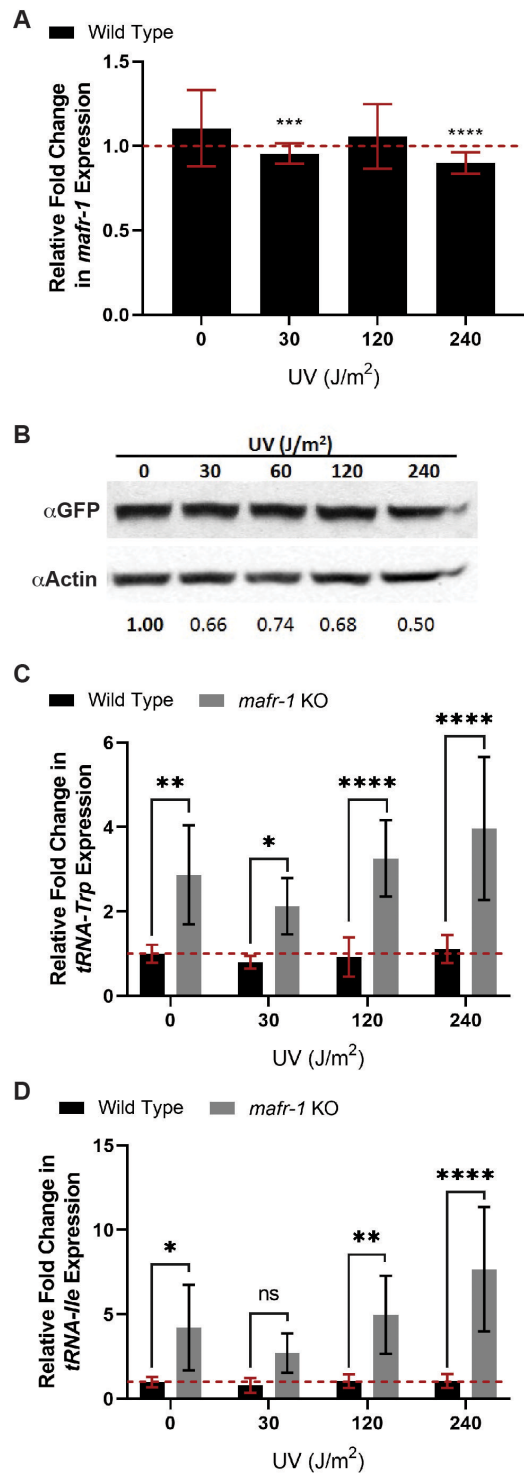 A
Wild Type
Relative Fold Change
in mafr-1 Expression
1.5
1.0
0.5
0.0
***
****
0 30 120 240
UV (J/m²)
B
UV (J/m²)
0 30 60 120 240
αGFP
αActin
1.00 0.66 0.74 0.68 0.50
C
Wild Type mafr-1 KO
Relative Fold Change in
tRNA-Trp Expression
6
4
2
0
**
*
****
****
0 30 120 240
UV (J/m²)
D
Wild Type mafr-1 KO
Relative Fold Change in
tRNA-Ile Expression
15
10
5
0
*
ns
**
****
0 30 120 240
UV (J/m²)